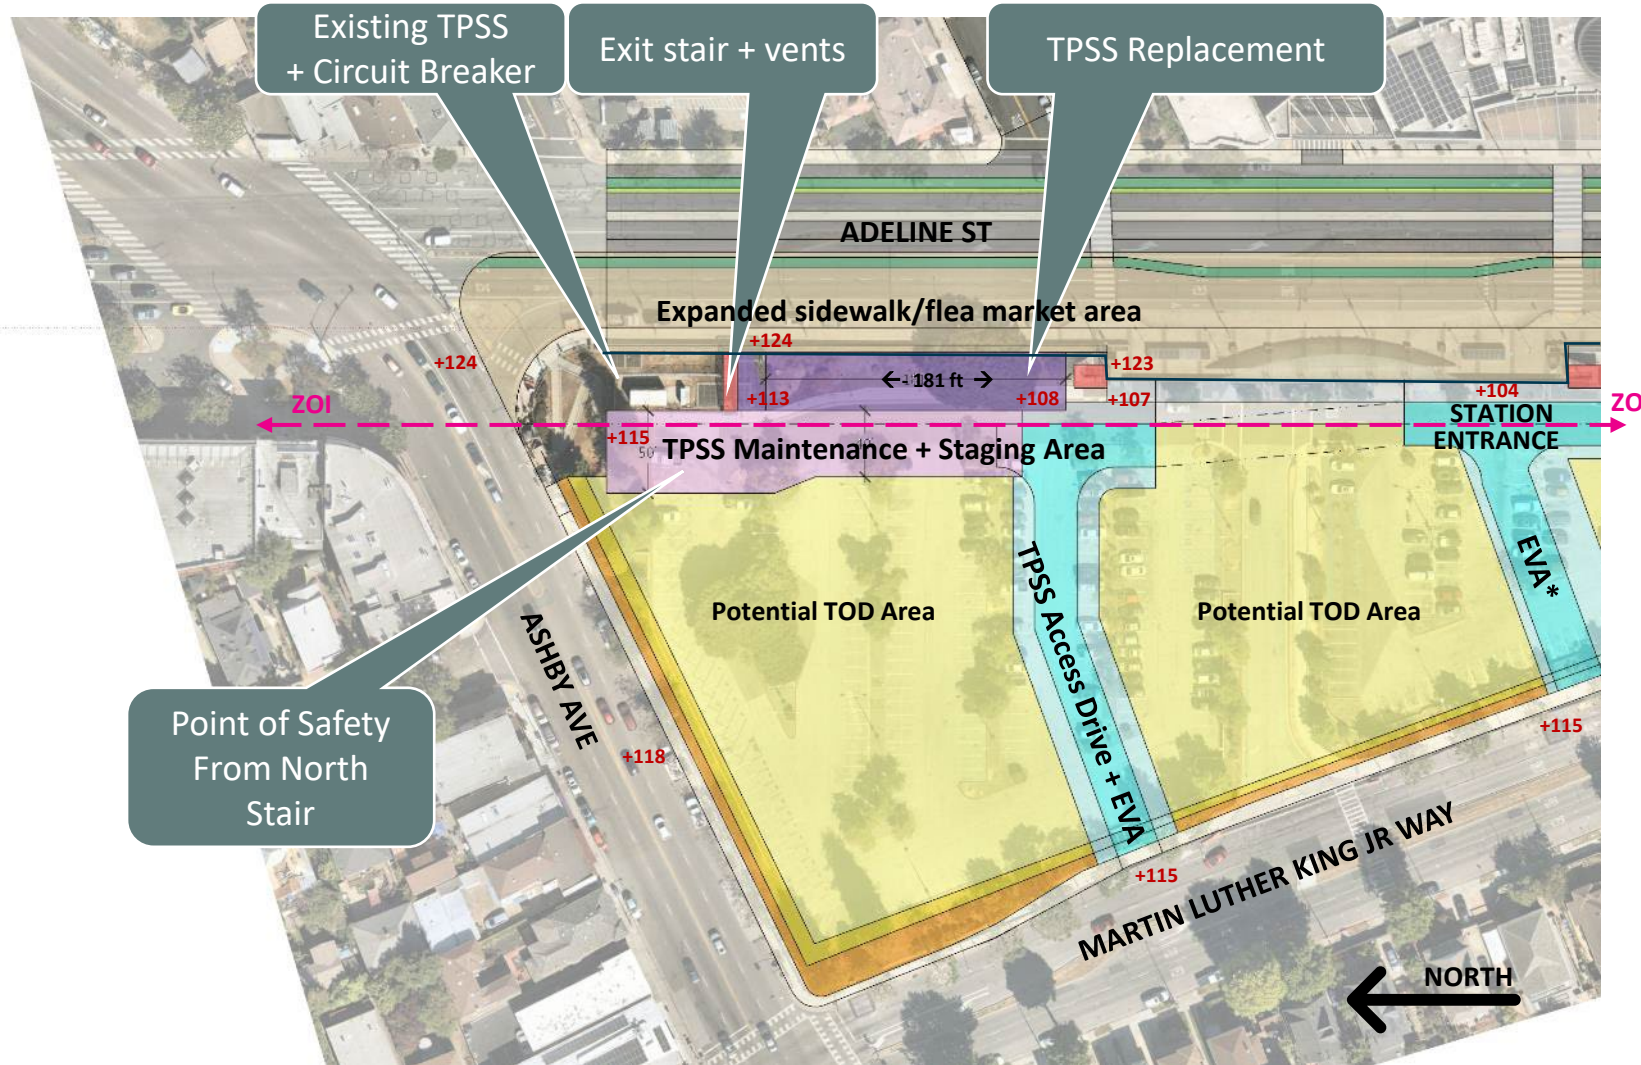 Existing TPSS
+ Circuit Breaker
Exit stair + vents
TPSS Replacement
ADELINE ST
Expanded sidewalk/flea market area
+124
+124
+123
← 181 ft →
+113
+108
+107
+104
ZOI
ZO
STATION
ENTRANCE
+115
50'
TPSS Maintenance + Staging Area
TPSS Access Drive + EVA
EVA*
Potential TOD Area
Potential TOD Area
ASHBY AVE
Point of Safety
From North
Stair
+118
+115
+115
MARTIN LUTHER KING JR WAY
NORTH